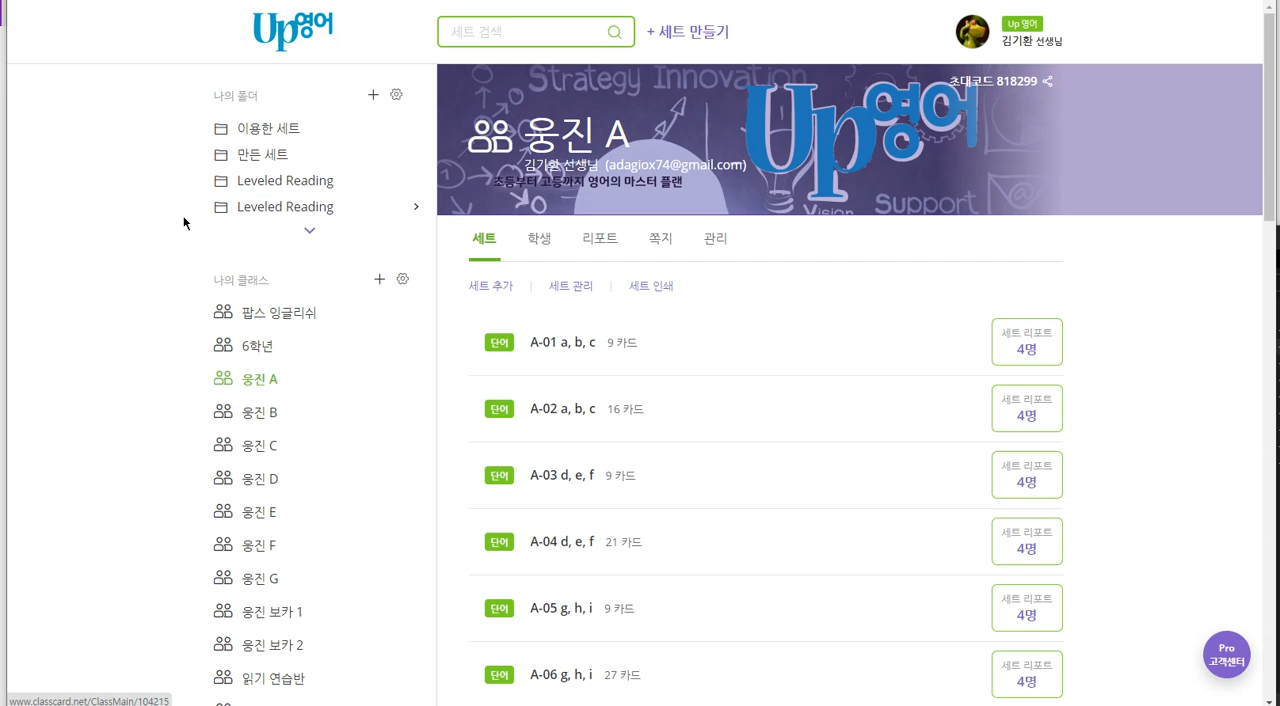 Up영어
세트 검색
+ 세트 만들기
Up 영어
김기환 선생님
나의 폴더
이용한 세트
만든 세트
Leveled Reading
Leveled Reading
나의 클래스
팝스 잉글리쉬
6학년
웅진 A
웅진 B
웅진 C
웅진 D
웅진 E
웅진 F
웅진 G
웅진 보카 1
웅진 보카 2
읽기 연습반
Strategy Innovation
초대코드 818299
웅진 A
Up영어
김기환 선생님 (adagiox74@gmail.com)
초등부터 고등까지 영어의 마스터 플랜
Vision
Support
세트 학생 리포트 쪽지 관리
세트 추가 | 세트 관리 | 세트 인쇄
단어 A-01 a, b, c 9 카드
세트 리포트
4명
단어 A-02 a, b, c 16 카드
세트 리포트
4명
단어 A-03 d, e, f 9 카드
세트 리포트
4명
단어 A-04 d, e, f 21 카드
세트 리포트
4명
단어 A-05 g, h, i 9 카드
세트 리포트
4명
단어 A-06 g, h, i 27 카드
세트 리포트
4명
Pro
고객센터
www.classcard.net/ClassMain/104215